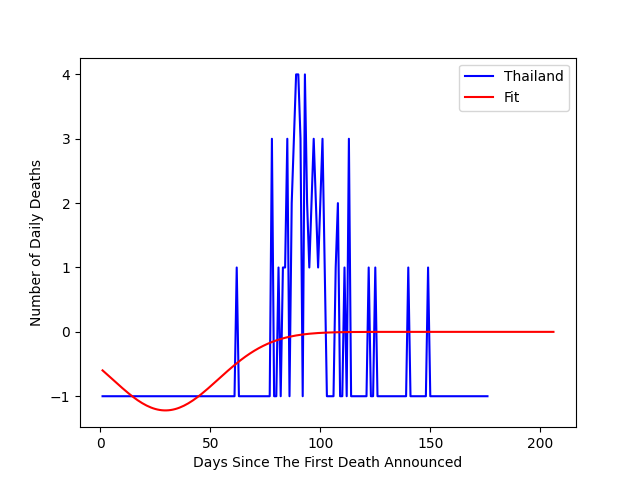 Thailand
Fit
4
3
2
1
0
−1
Number of Daily Deaths
0
50
100
150
200
Days Since The First Death Announced